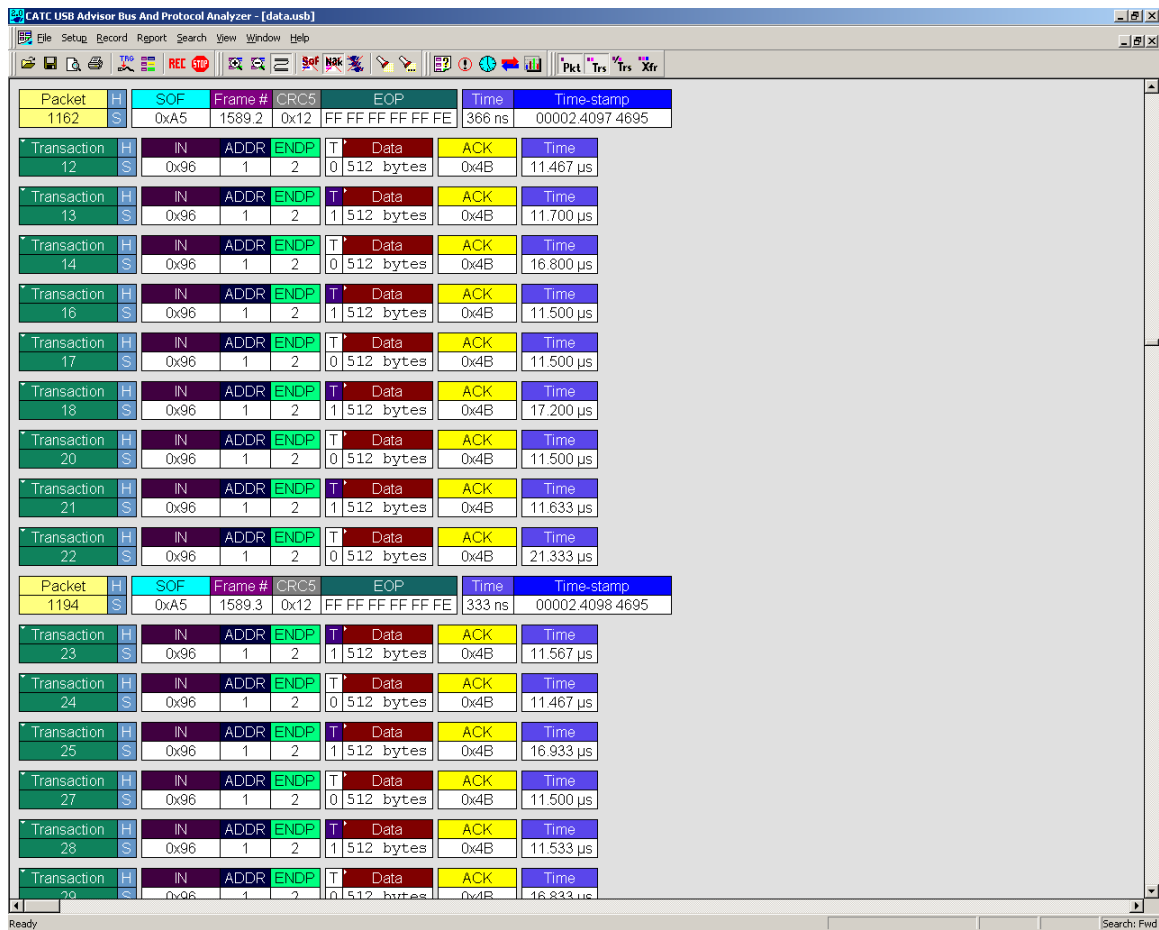 CATC USB Advisor Bus And Protocol Analyzer - [data.usb]
File Setup Record Report Search View Window Help
TRG REC STOP Sof Nak Pkt Trs Trs Xfr
Packet H SOF Frame # CRC5 EOP Time Time-stamp
1162 S 0xA5 1589.2 0x12 FF FF FF FF FF FE 366 ns 00002.4097 4695
Transaction H IN ADDR ENDP T Data ACK Time
12 S 0x96 1 2 0 512 bytes 0x4B 11.467 µs
Transaction H IN ADDR ENDP T Data ACK Time
13 S 0x96 1 2 1 512 bytes 0x4B 11.700 µs
Transaction H IN ADDR ENDP T Data ACK Time
14 S 0x96 1 2 0 512 bytes 0x4B 16.800 µs
Transaction H IN ADDR ENDP T Data ACK Time
16 S 0x96 1 2 1 512 bytes 0x4B 11.500 µs
Transaction H IN ADDR ENDP T Data ACK Time
17 S 0x96 1 2 0 512 bytes 0x4B 11.500 µs
Transaction H IN ADDR ENDP T Data ACK Time
18 S 0x96 1 2 1 512 bytes 0x4B 17.200 µs
Transaction H IN ADDR ENDP T Data ACK Time
20 S 0x96 1 2 0 512 bytes 0x4B 11.500 µs
Transaction H IN ADDR ENDP T Data ACK Time
21 S 0x96 1 2 1 512 bytes 0x4B 11.633 µs
Transaction H IN ADDR ENDP T Data ACK Time
22 S 0x96 1 2 0 512 bytes 0x4B 21.333 µs
Packet H SOF Frame # CRC5 EOP Time Time-stamp
1194 S 0xA5 1589.3 0x12 FF FF FF FF FF FE 333 ns 00002.4098 4695
Transaction H IN ADDR ENDP T Data ACK Time
23 S 0x96 1 2 1 512 bytes 0x4B 11.567 µs
Transaction H IN ADDR ENDP T Data ACK Time
24 S 0x96 1 2 0 512 bytes 0x4B 11.467 µs
Transaction H IN ADDR ENDP T Data ACK Time
25 S 0x96 1 2 1 512 bytes 0x4B 16.933 µs
Transaction H IN ADDR ENDP T Data ACK Time
27 S 0x96 1 2 0 512 bytes 0x4B 11.500 µs
Transaction H IN ADDR ENDP T Data ACK Time
28 S 0x96 1 2 1 512 bytes 0x4B 11.533 µs
Transaction H IN ADDR ENDP T Data ACK Time
29 S 0x96 1 2 0 512 bytes 0x4B 16.833 µs
Ready Search: Fwd